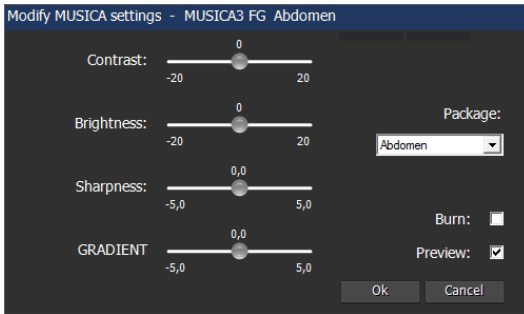 Modify MUSICA settings - MUSICA3 FG Abdomen
0
Contrast:
-20 20
0
Brightness:
-20 20
Package:
Abdomen
0,0
Sharpness:
-5,0 5,0
Burn:
0,0
GRADIENT
-5,0 5,0
Preview:
Ok Cancel